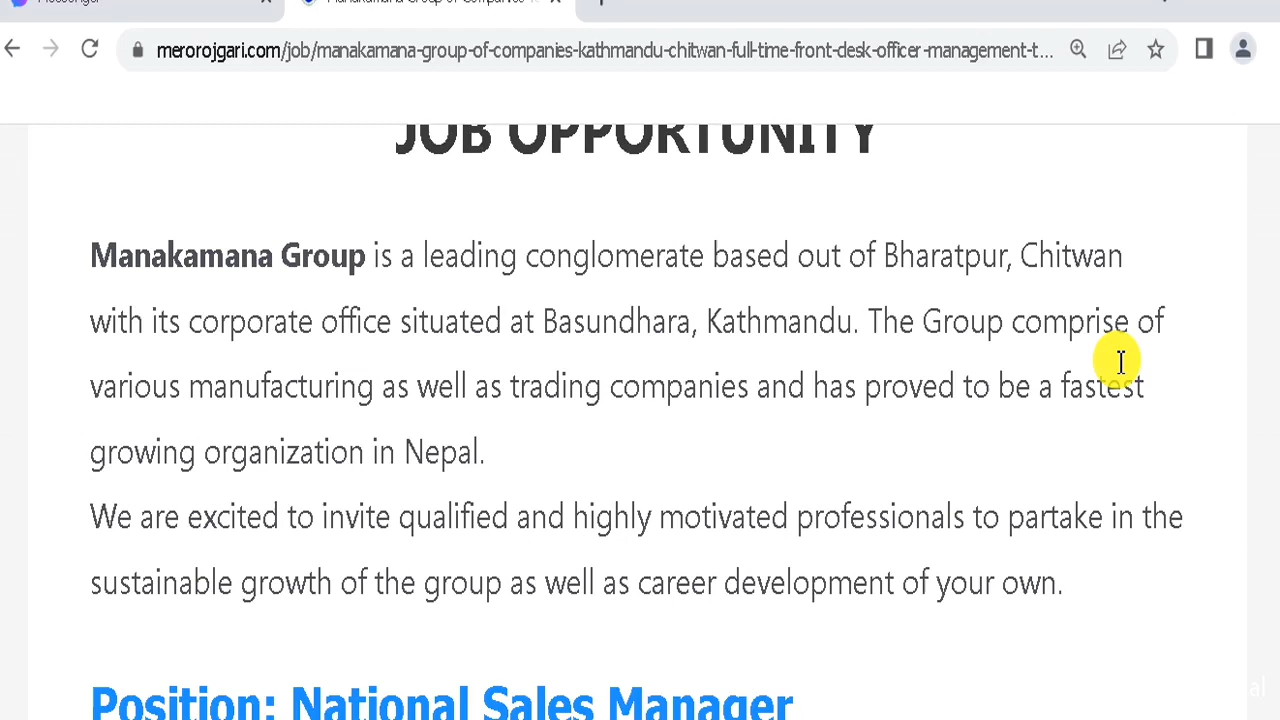 merorojgari.com/job/manakamana-group-of-companies-kathmandu-chitwan-full-time-front-desk-officer-management-t...
JOB OPPORTUNITY
Manakamana Group is a leading conglomerate based out of Bharatpur, Chitwan
with its corporate office situated at Basundhara, Kathmandu. The Group comprise of
various manufacturing as well as trading companies and has proved to be a fastest
growing organization in Nepal.
We are excited to invite qualified and highly motivated professionals to partake in the
sustainable growth of the group as well as career development of your own.
Position: National Sales Manager